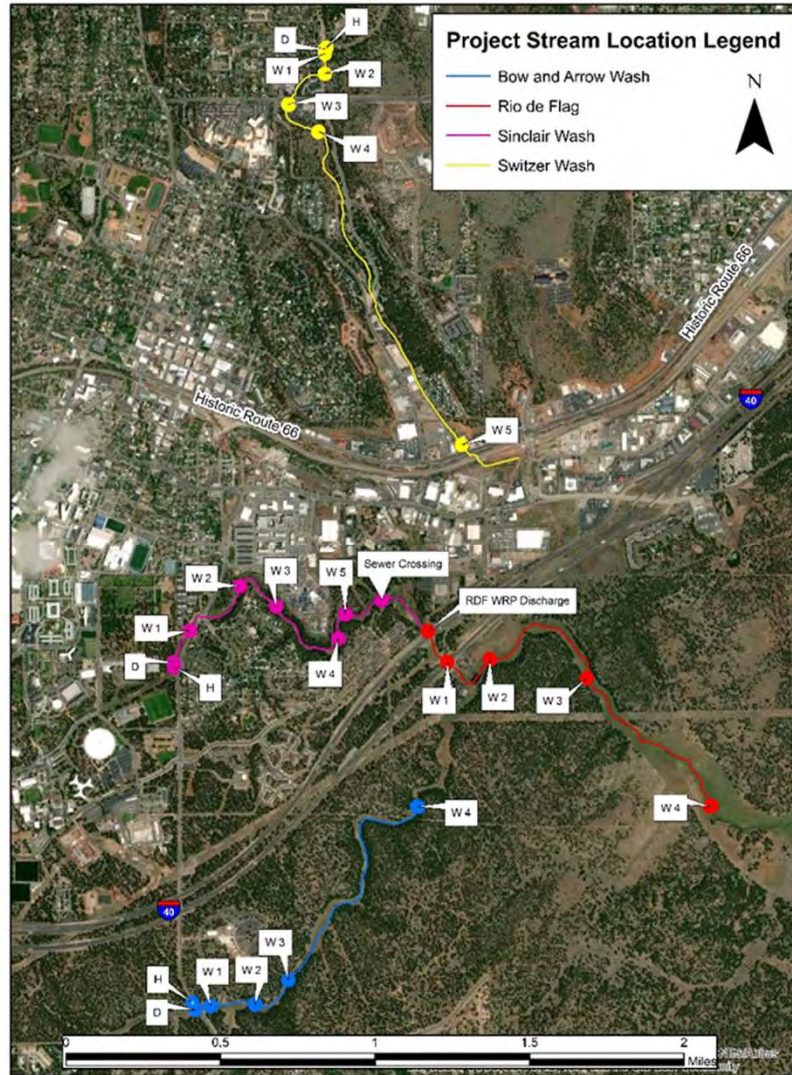 Project Stream Location Legend
Bow and Arrow Wash
Rio de Flag
Sinclair Wash
Switzer Wash
N
H
D
W 1
W 2
W 3
W 4
Historic Route 66
Historic Route 66
40
W 5
Sewer Crossing
W 2
W 3
W 5
RDF WRP Discharge
W 1
D
H
W 4
W 1
W 2
W 3
W 4
W 4
40
W 3
H
W 1
W 2
D
0
0.5
1
1.5
2
Miles